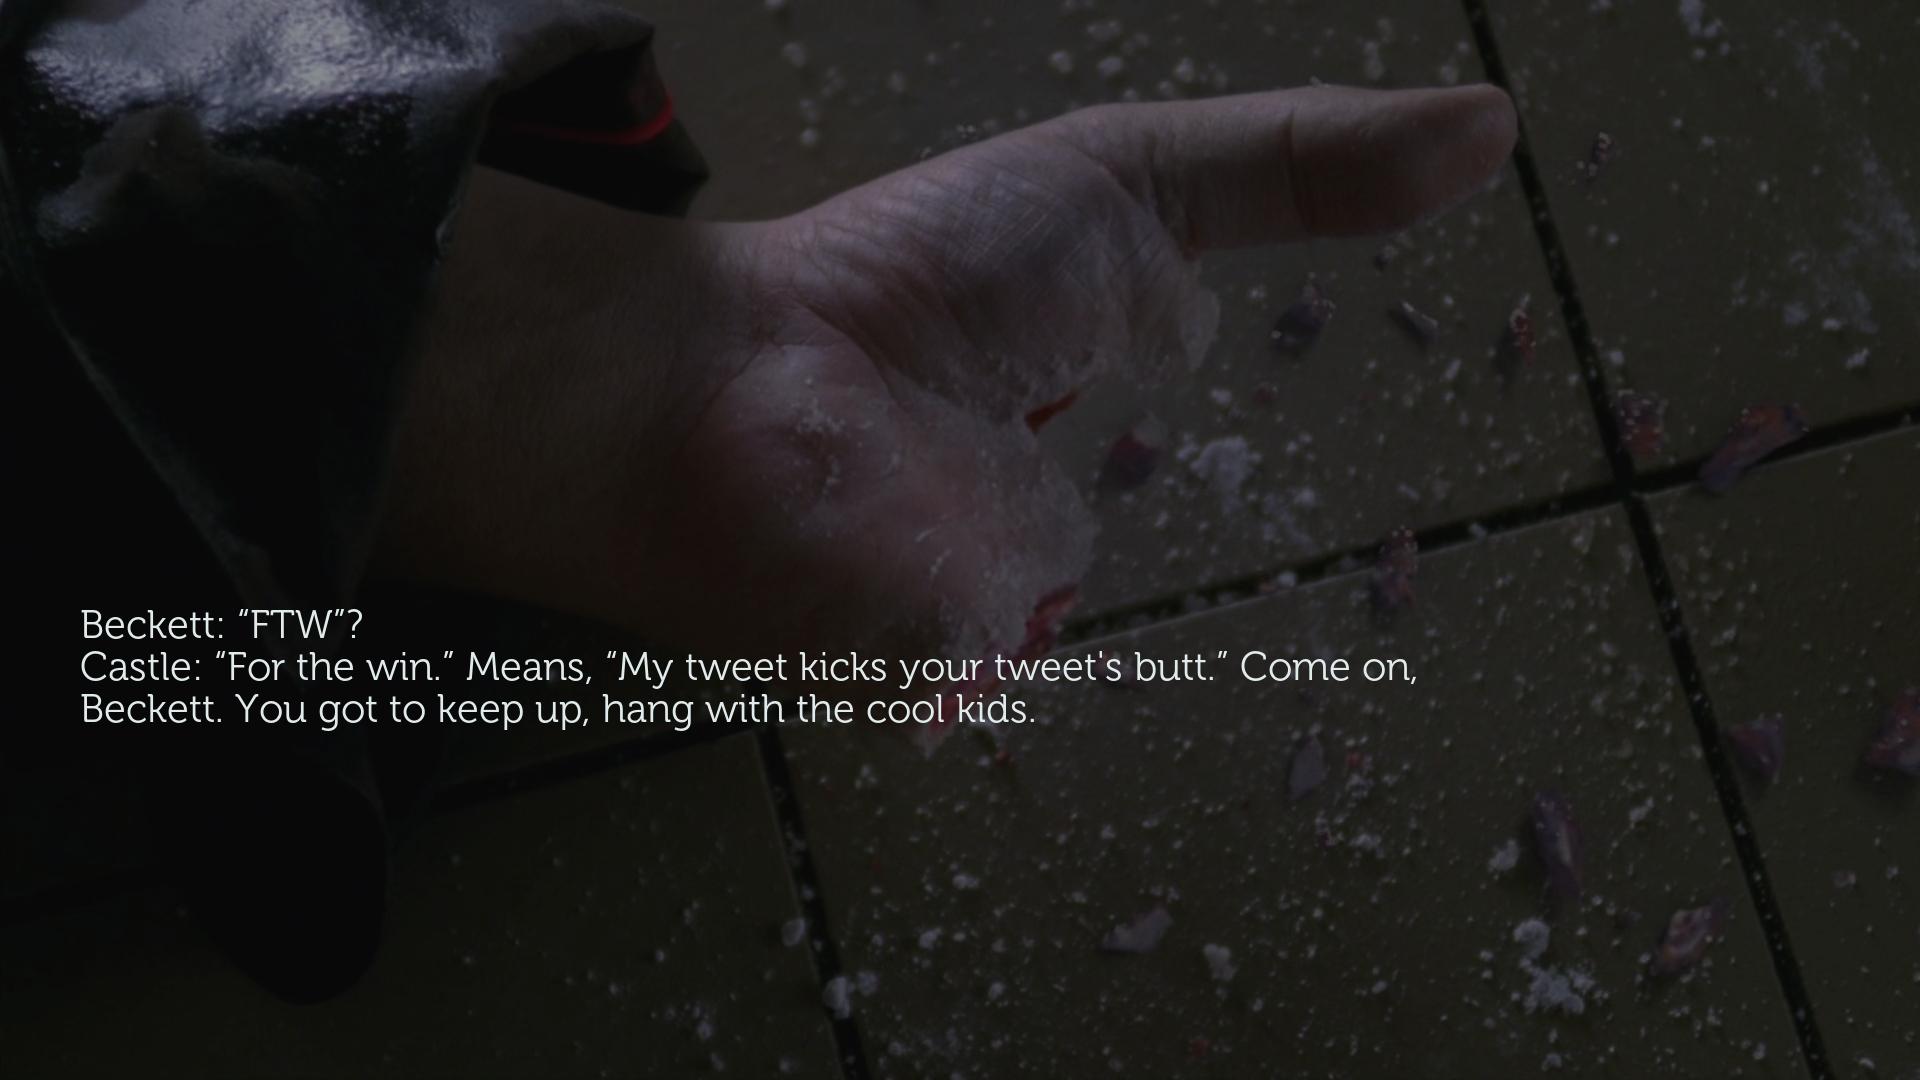 Beckett: “FTW”?
Castle: “For the win.” Means, “My tweet kicks your tweet's butt.” Come on,
Beckett. You got to keep up, hang with the cool kids.